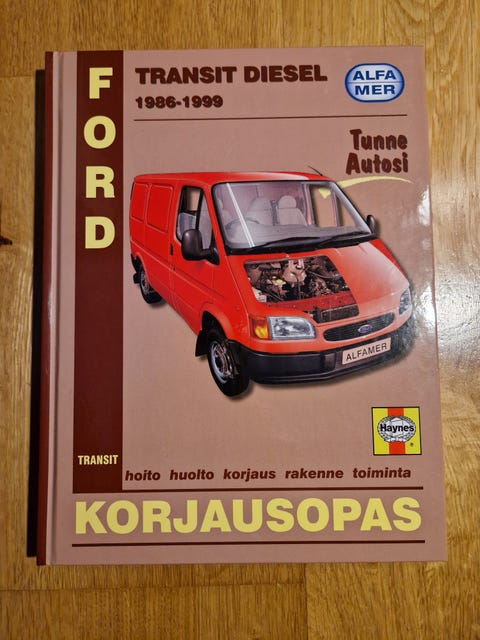 FORD
TRANSIT DIESEL
1986-1999
ALFA
MER
Tunne
Autosi
ALFAMER
Haynes
TRANSIT
hoito huolto korjaus rakenne toiminta
KORJAUSOPAS